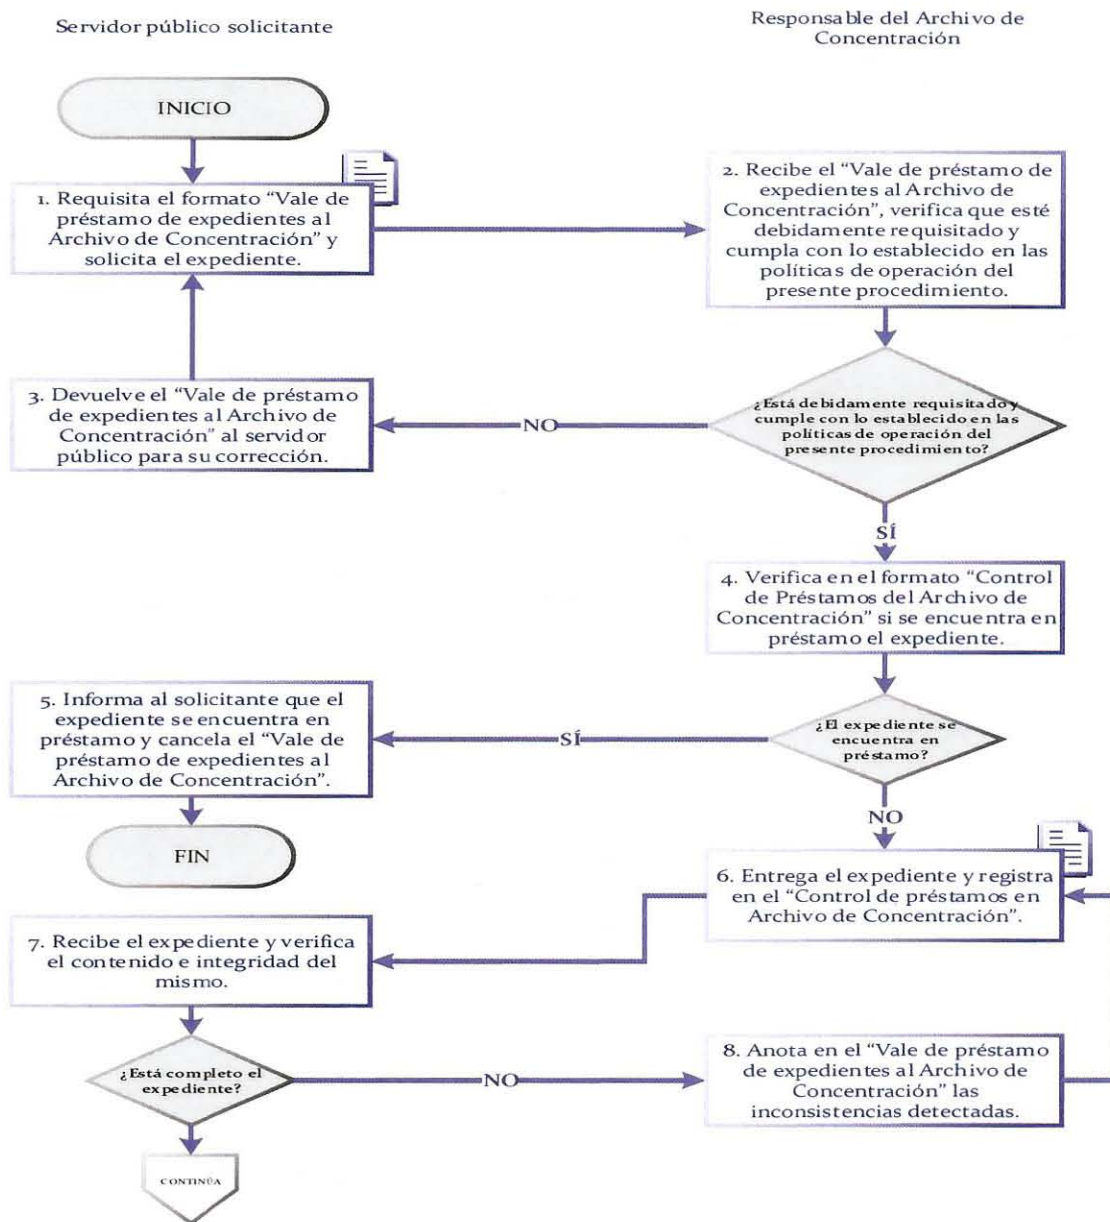 Servidor público solicitante
Responsable del Archivo de
Concentración
INICIO
1. Requisita el formato “Vale de
préstamo de expedientes al
Archivo de Concentración” y
solicita el expediente.
2. Recibe el “Vale de préstamo de
expedientes al Archivo de
Concentración”, verifica que esté
debidamente requisitado y
cumpla con lo establecido en las
políticas de operación del
presente procedimiento.
¿Está debidamente requisitado y
cumple con lo establecido en las
políticas de operación del
presente procedimiento?
NO
3. Devuelve el “Vale de préstamo
de expedientes al Archivo de
Concentración” al servidor
público para su corrección.
SÍ
4. Verifica en el formato “Control
de Préstamos del Archivo de
Concentración” si se encuentra en
préstamo el expediente.
¿El expediente se
encuentra en
préstamo?
SÍ
5. Informa al solicitante que el
expediente se encuentra en
préstamo y cancela el “Vale de
préstamo de expedientes al
Archivo de Concentración”.
FIN
NO
6. Entrega el expediente y registra
en el “Control de préstamos en
Archivo de Concentración”.
7. Recibe el expediente y verifica
el contenido e integridad del
mismo.
¿Está completo el
expediente?
NO
8. Anota en el “Vale de préstamo
de expedientes al Archivo de
Concentración” las
inconsistencias detectadas.
CONTINÚA